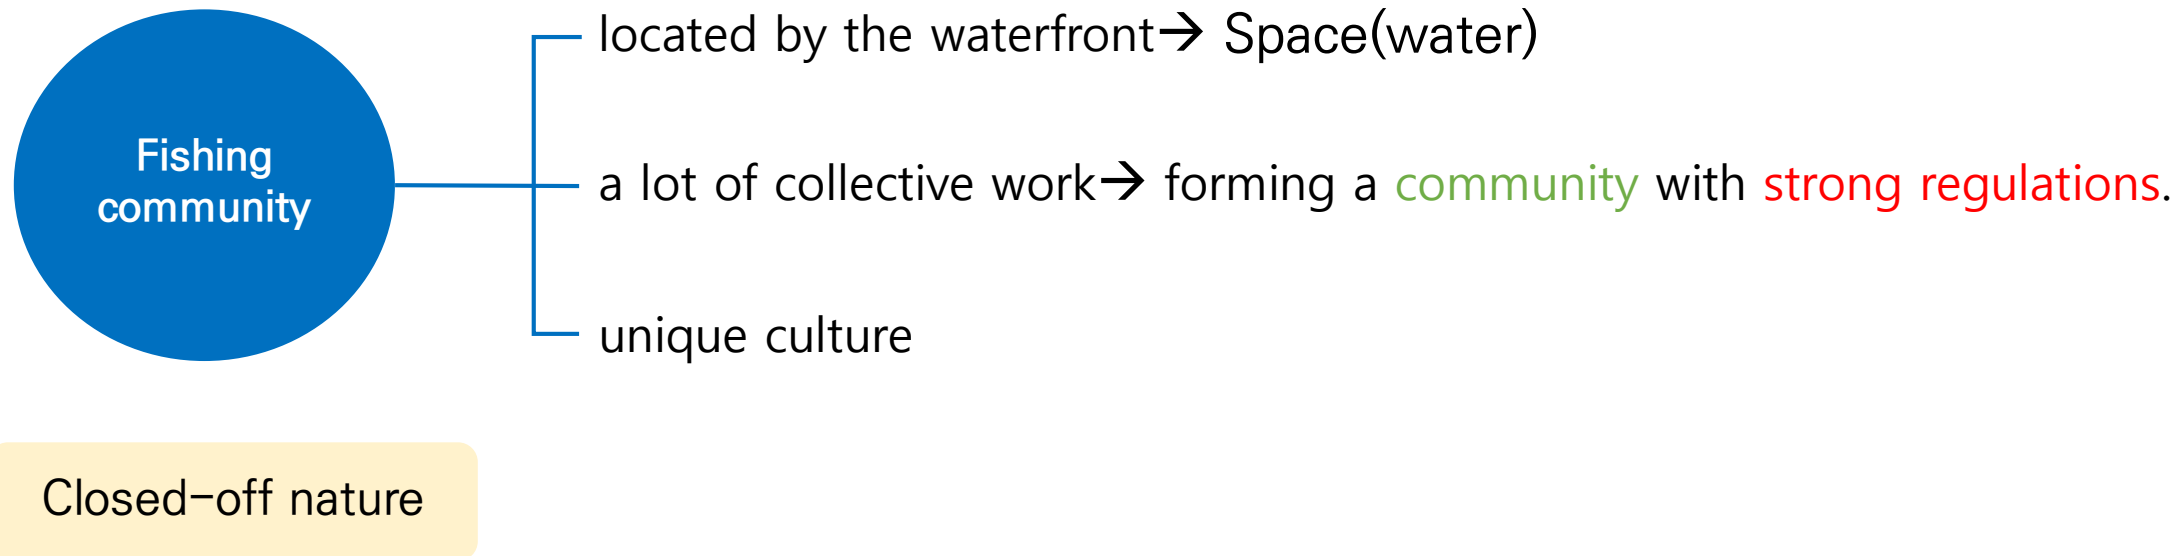 located by the waterfront→ Space(water)
Fishing
community
a lot of collective work→ forming a community with strong regulations.
unique culture
Closed-off nature